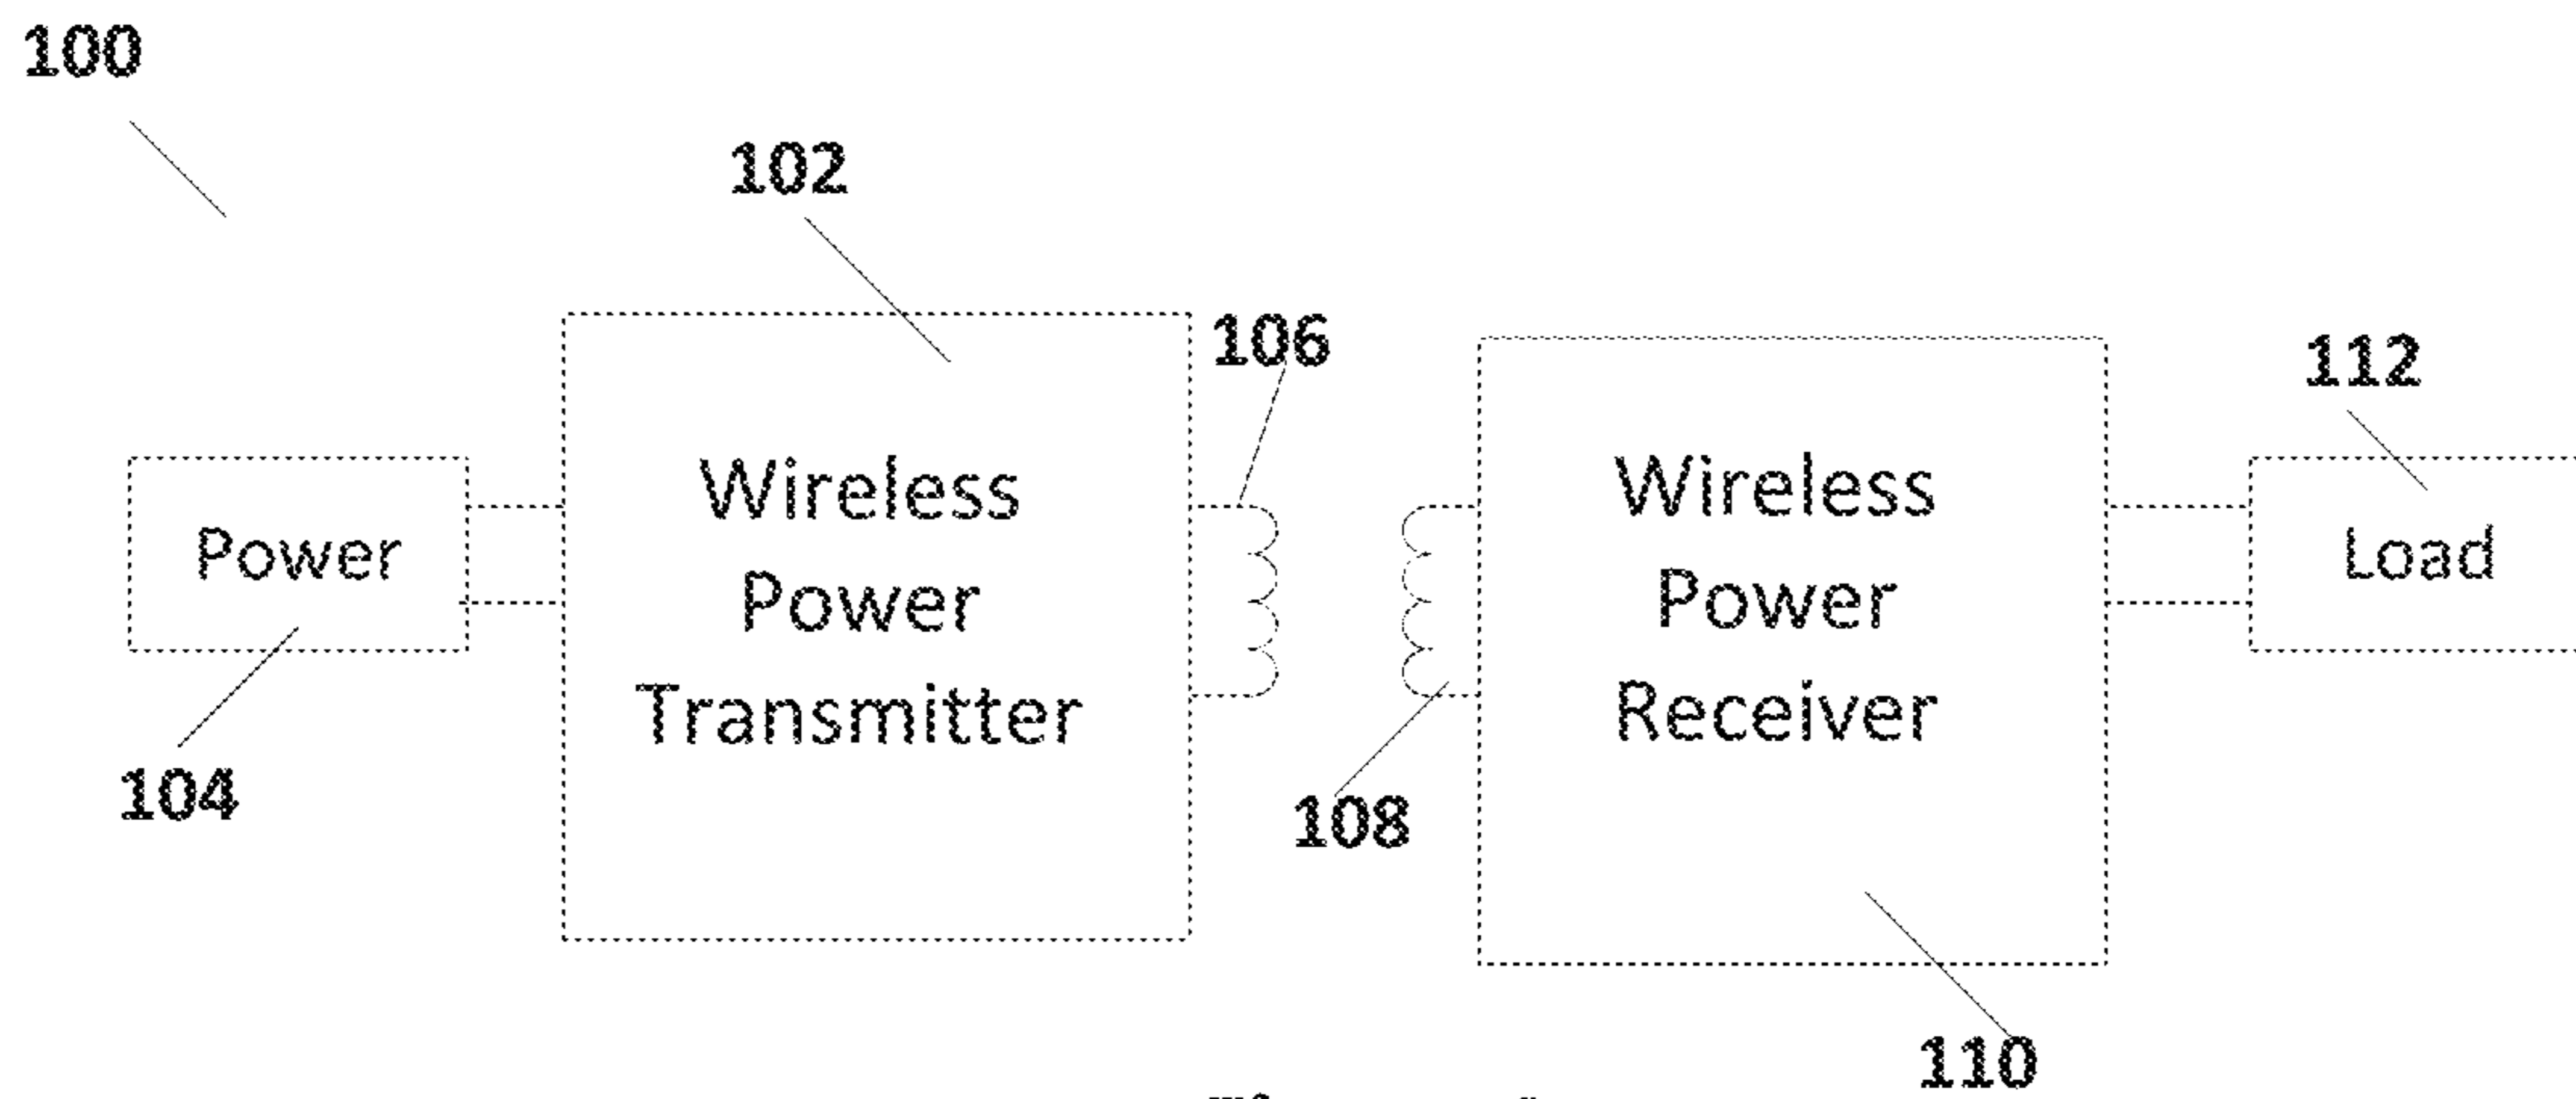 100
102
106
112
Wireless
Power
Transmitter
Wireless
Power
Receiver
Power
Load
104
108
110